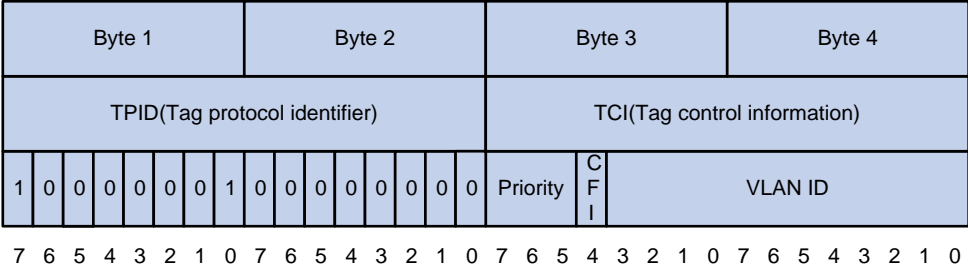 Byte 1 Byte 2 Byte 3 Byte 4
TPID(Tag protocol identifier) TCI(Tag control information)
1 0 0 0 0 0 0 1 0 0 0 0 0 0 0 0 Priority CFI VLAN ID
7 6 5 4 3 2 1 0 7 6 5 4 3 2 1 0 7 6 5 4 3 2 1 0 7 6 5 4 3 2 1 0